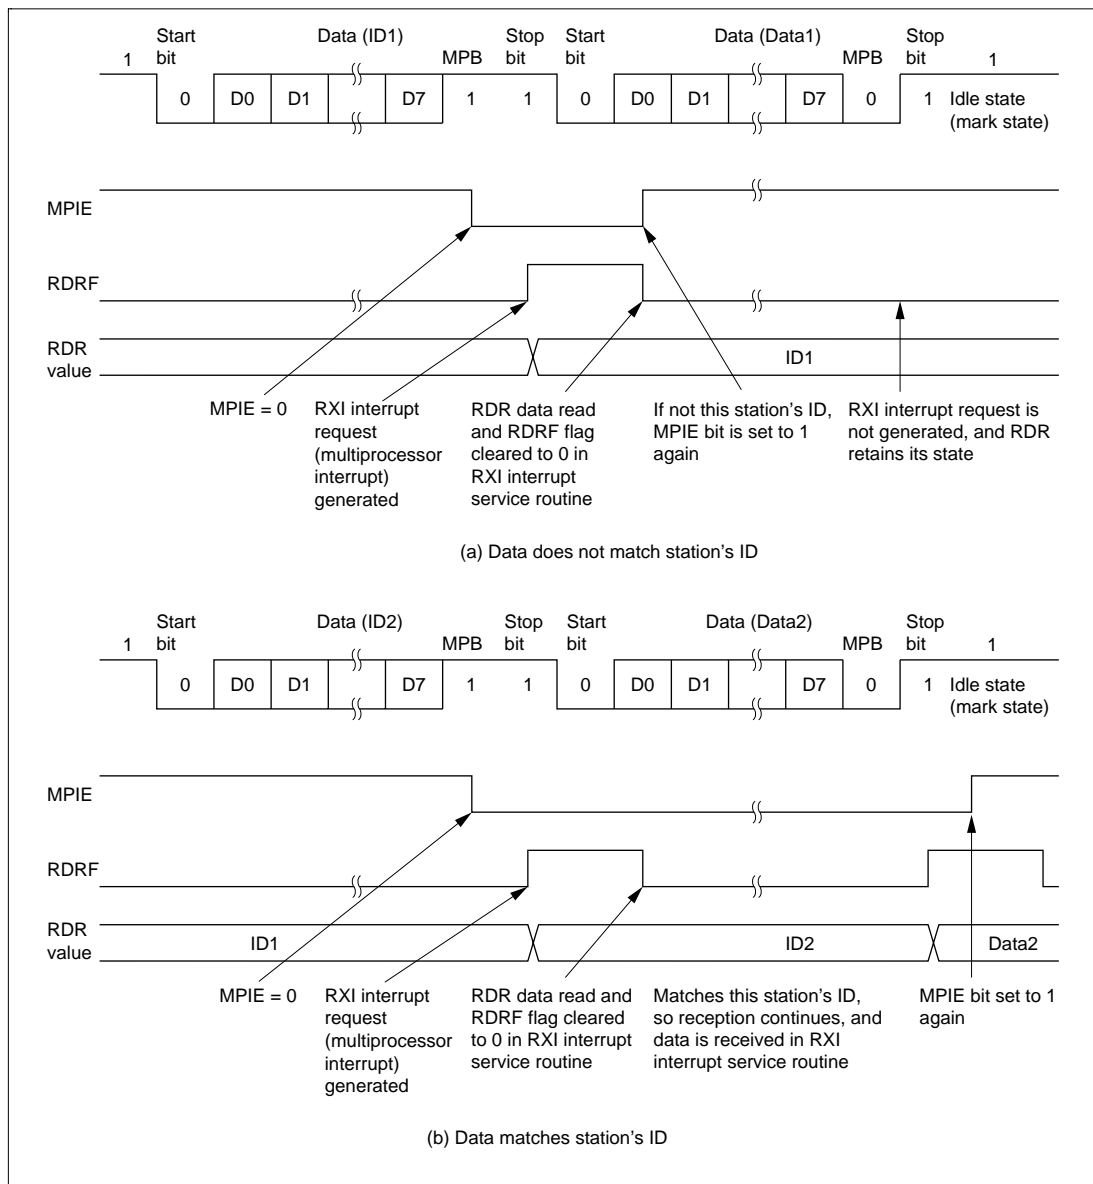 Start bit Data (ID1) Stop bit Start bit Data (Data1) Stop bit
1 MPB MPB 1
0 D0 D1 D7 1 1 0 D0 D1 D7 0 1 Idle state (mark state)
MPIE
RDRF
RDR value
ID1
MPIE = 0
RXI interrupt
request
(multiprocessor
interrupt)
generated
RDR data read
and RDRF flag
cleared to 0 in
RXI interrupt
service routine
If not this station's ID,
MPIE bit is set to 1
again
RXI interrupt request is
not generated, and RDR
retains its state
(a) Data does not match station's ID
Start bit Data (ID2) Stop bit Start bit Data (Data2) Stop bit
1 MPB MPB 1
0 D0 D1 D7 1 1 0 D0 D1 D7 0 1 Idle state (mark state)
MPIE
RDRF
RDR value
ID1 ID2 Data2
MPIE = 0
RXI interrupt
request
(multiprocessor
interrupt)
generated
RDR data read and
RDRF flag cleared
to 0 in RXI interrupt
service routine
Matches this station's ID,
so reception continues, and
data is received in RXI
interrupt service routine
MPIE bit set to 1
again
(b) Data matches station's ID